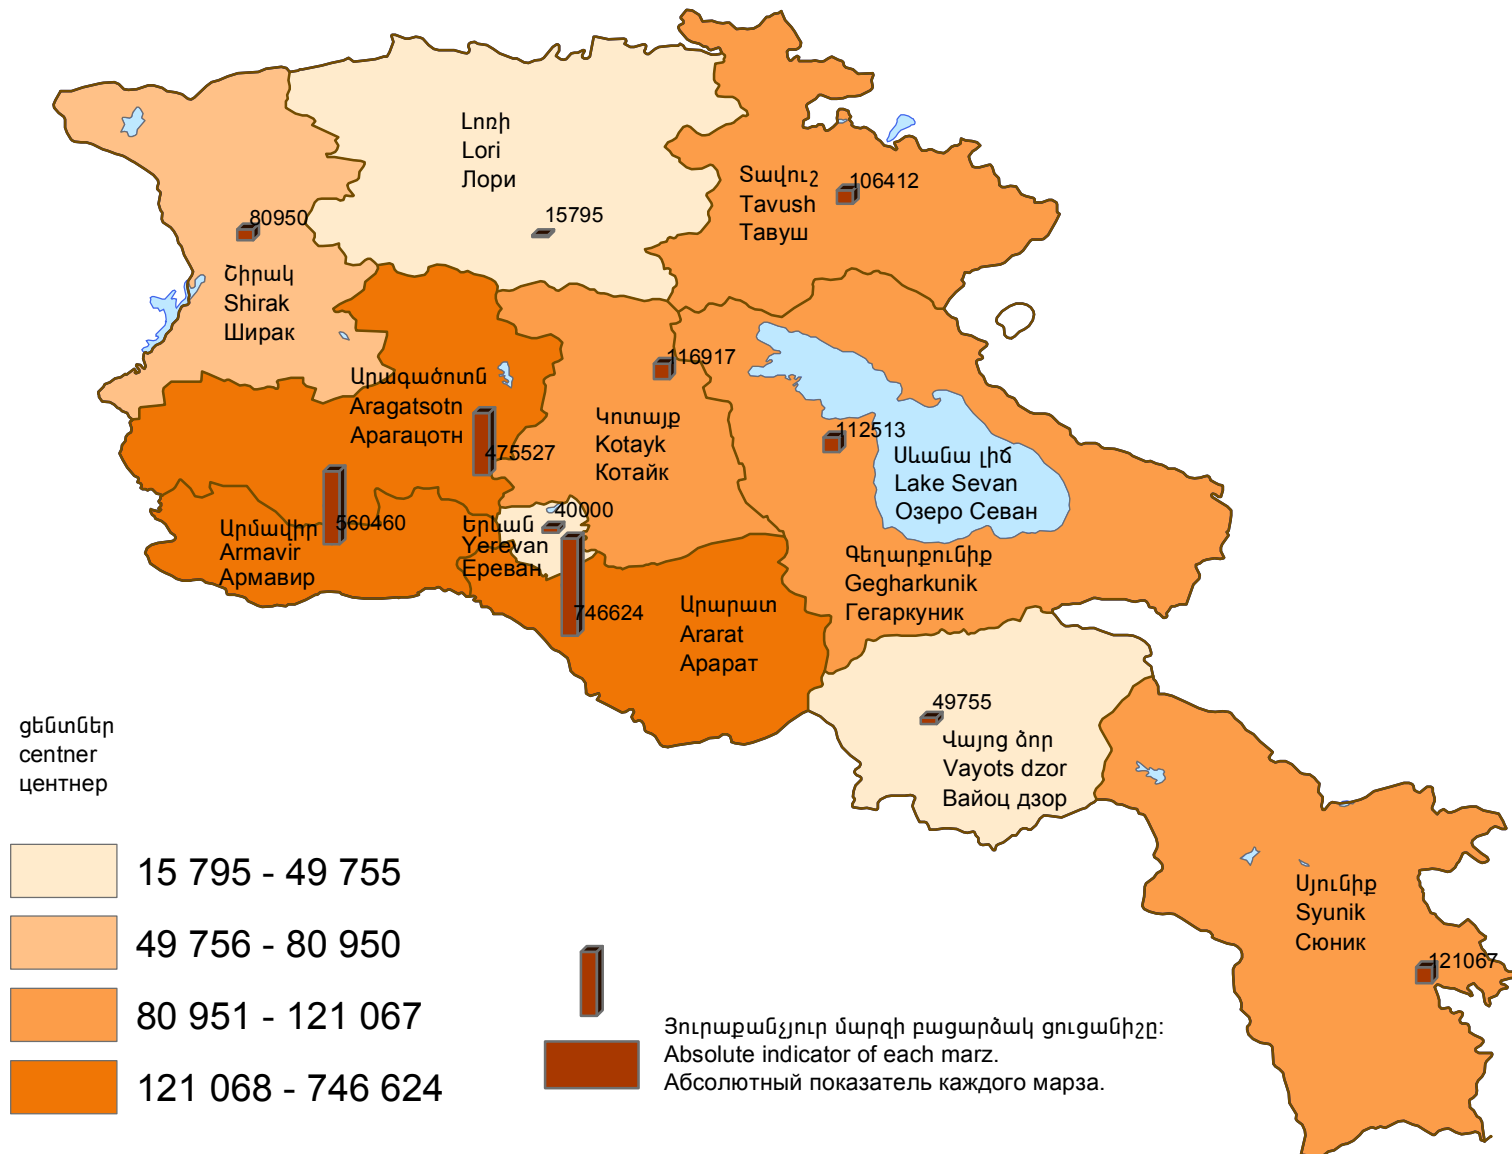 Լոռի
Lori
Лори
15795
Տավուշ
Tavush
Тавуш
106412
80950
Շիրակ
Shirak
Ширак
Արագածոտն
Aragatsotn
Арагацотн
475527
116917
Կոտայք
Kotayk
Котайк
112513
Սևանա լիճ
Lake Sevan
Озеро Севан
Գեղարքունիք
Gegharkunik
Гегаркуник
Արմավիր
Armavir
Армавир
560460
Երևան
Yerevan
Ереван
40000
746624
Արարատ
Ararat
Арарат
49755
Վայոց ձոր
Vayots dzor
Вайоц дзор
Սյունիք
Syunik
Сюник
121067
ցենտներ
centner
центнер
15 795 - 49 755
49 756 - 80 950
80 951 - 121 067
121 068 - 746 624
Յուրաքանչյուր մարզի բացարձակ ցուցանիշը:
Absolute indicator of each marz.
Абсолютный показатель каждого марза.